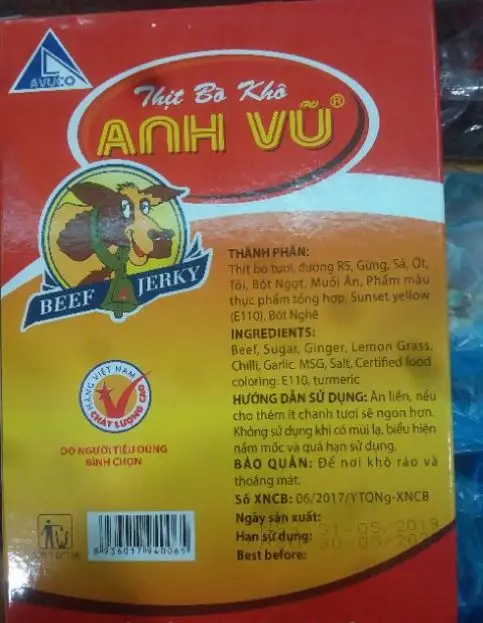 AVUCO
Thịt Bò Khô
ANH VŨ®
BEEF JERKY
THÀNH PHẦN:
Thịt bò tươi, đường RS, Gừng, Sả, Ớt,
Tỏi, Bột Ngọt, Muối Ăn, Phẩm màu
thực phẩm tổng hợp, Sunset yellow
(E110), Bột Nghệ
INGREDIENTS:
Beef, Sugar, Ginger, Lemon Grass,
Chilli, Garlic, MSG, Salt, Certified food
coloring: E110, turmeric
HƯỚNG DẪN SỬ DỤNG: Ăn liền, nếu
cho thêm ít chanh tươi sẽ ngon hơn.
Không sử dụng khi có mùi lạ, biểu hiện
nấm mốc và quá hạn sử dụng.
BẢO QUẢN: Để nơi khô ráo và
thoáng mát.
Số XNCB: 06/2017/YTQNg-XNCB
Ngày sản xuất: 31-05-2019
Hạn sử dụng: 30-05-
Best before:
HÀNG VIỆT NAM
CHẤT LƯỢNG CAO
DO NGƯỜI TIÊU DÙNG
BÌNH CHỌN
8936017940065